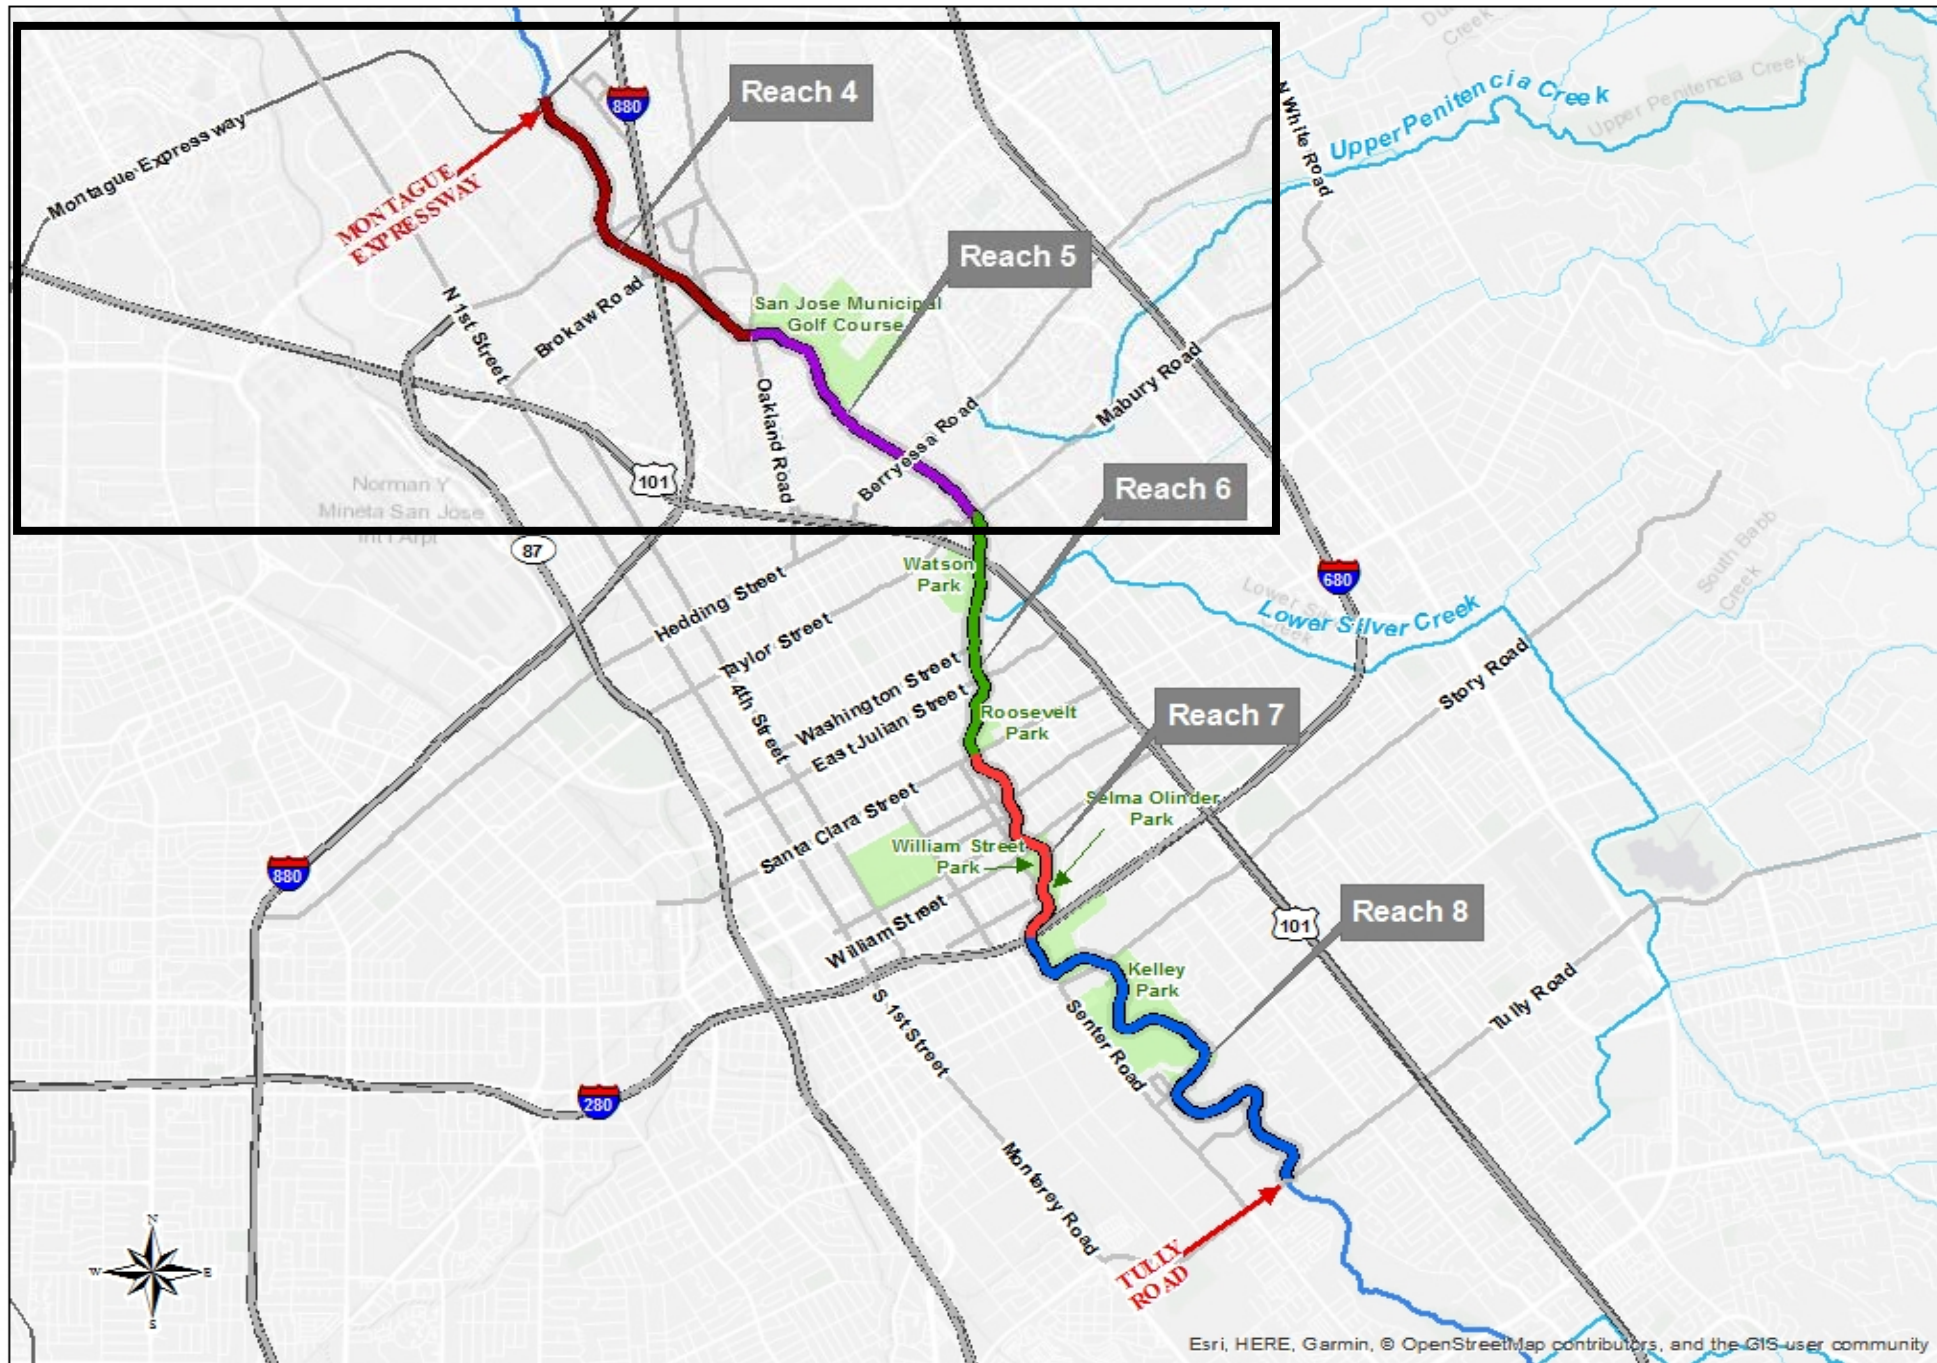 Upper Penitencia Creek
Upper Penitencia Creek
N White Road
Reach 4
880
Montague Expressway
MONTAGUE
EXPRESSWAY
Reach 5
San Jose Municipal
Golf Course
N 1st Street
Brokaw Road
Oakland Road
Berryessa Road
Mabury Road
101
Reach 6
Norman Y
Mineta San Jose
Int'l Arpt
87
680
South Babb
Creek
Watson
Park
Lower Silver Creek
Hedding Street
Taylor Street
4th Street
Washington Street
East Julian Street
Story Road
Roosevelt
Park
Reach 7
Selma Olinder
Park
Santa Clara Street
William Street
Park
880
William Street
Reach 8
101
Kelley
Park
Tully Road
S 1st Street
Senter Road
280
Monterey Road
TULLY
ROAD
N
W
E
S
Esri, HERE, Garmin, © OpenStreetMap contributors, and the GIS user community